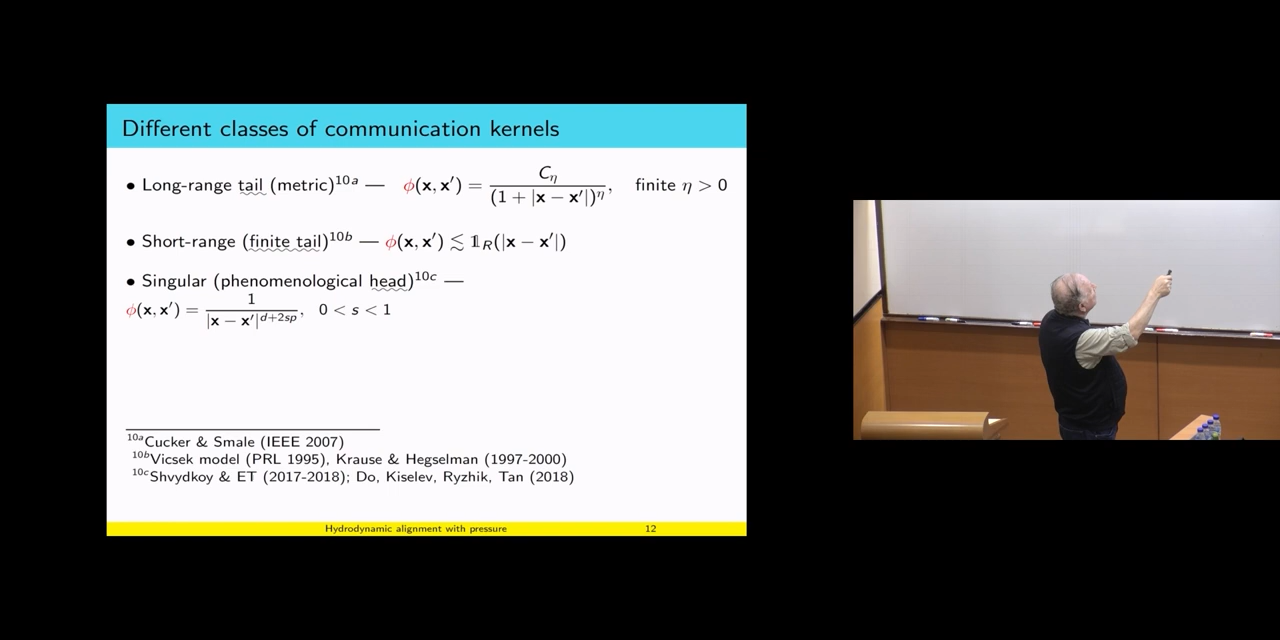 Different classes of communication kernels
• Long-range tail (metric)^10a — ϕ(x, x′) = C_η / (1 + |x − x′|)^η, finite η > 0
• Short-range (finite tail)^10b — ϕ(x, x′) ≲ 𝟙_R(|x − x′|)
• Singular (phenomenological head)^10c —
ϕ(x, x′) = 1 / |x − x′|^{d+2sp}, 0 < s < 1
10a Cucker & Smale (IEEE 2007)
10b Vicsek model (PRL 1995), Krause & Hegselman (1997-2000)
10c Shvydkoy & ET (2017-2018); Do, Kiselev, Ryzhik, Tan (2018)
Hydrodynamic alignment with pressure 12